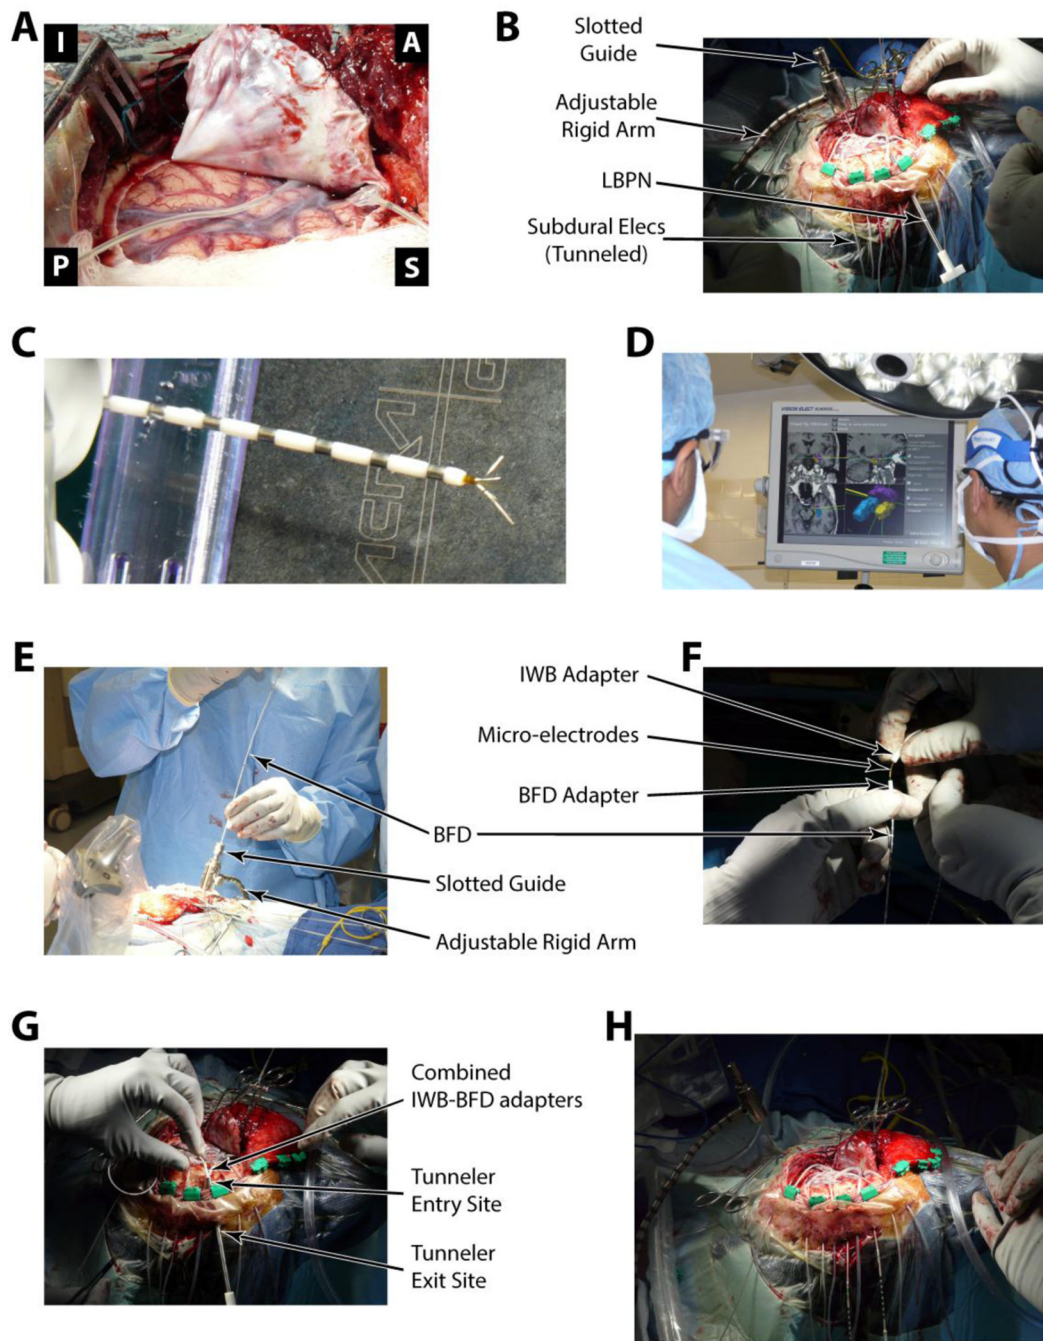 A
I
A
P
S
B
Slotted
Guide
Adjustable
Rigid Arm
LBPN
Subdural Elecs
(Tunneled)
C
D
E
F
IWB Adapter
Micro-electrodes
BFD Adapter
BFD
Slotted Guide
Adjustable Rigid Arm
G
Combined
IWB-BFD adapters
Tunneler
Entry Site
Tunneler
Exit Site
H